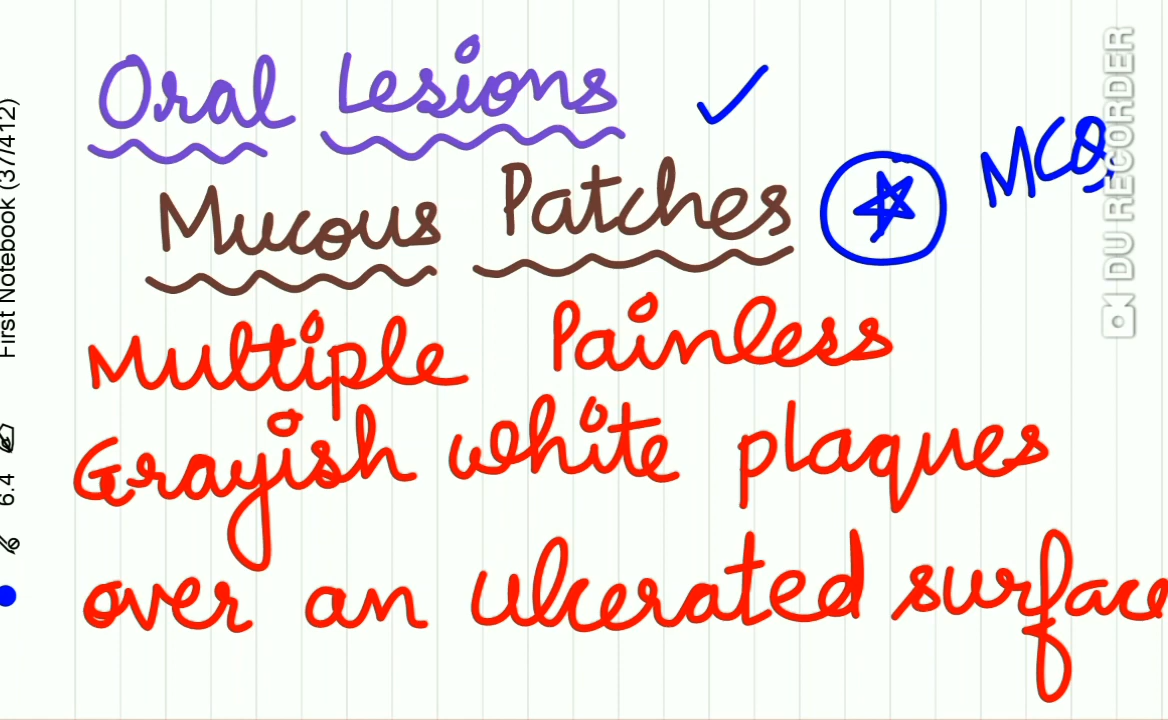 Oral Lesions
Mucous Patches
MCQ
Multiple Painless
Grayish white plaques
over an ulcerated surface
First Notebook (37/412)
6.4
DU RECORDER